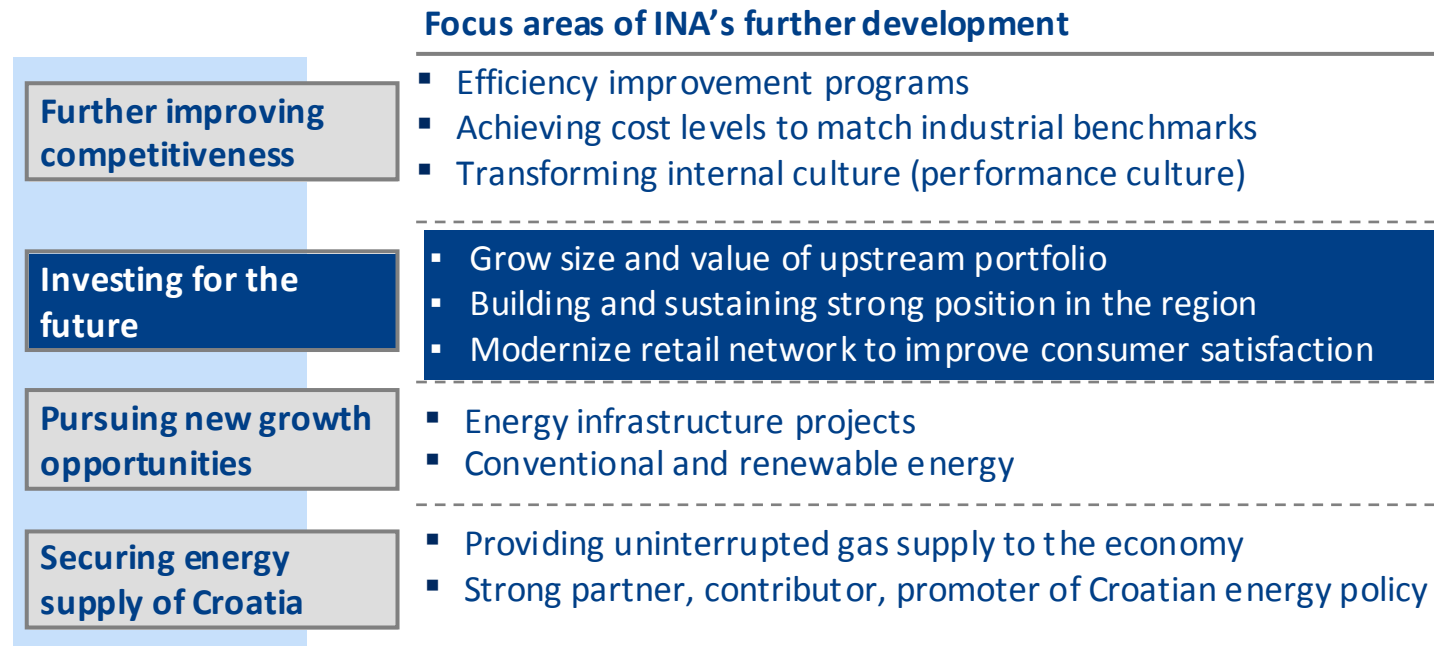 Focus areas of INA's further development
Further improving
competitiveness
▪ Efficiency improvement programs
▪ Achieving cost levels to match industrial benchmarks
▪ Transforming internal culture (performance culture)
Investing for the
future
▪ Grow size and value of upstream portfolio
▪ Building and sustaining strong position in the region
▪ Modernize retail network to improve consumer satisfaction
Pursuing new growth
opportunities
▪ Energy infrastructure projects
▪ Conventional and renewable energy
Securing energy
supply of Croatia
▪ Providing uninterrupted gas supply to the economy
▪ Strong partner, contributor, promoter of Croatian energy policy